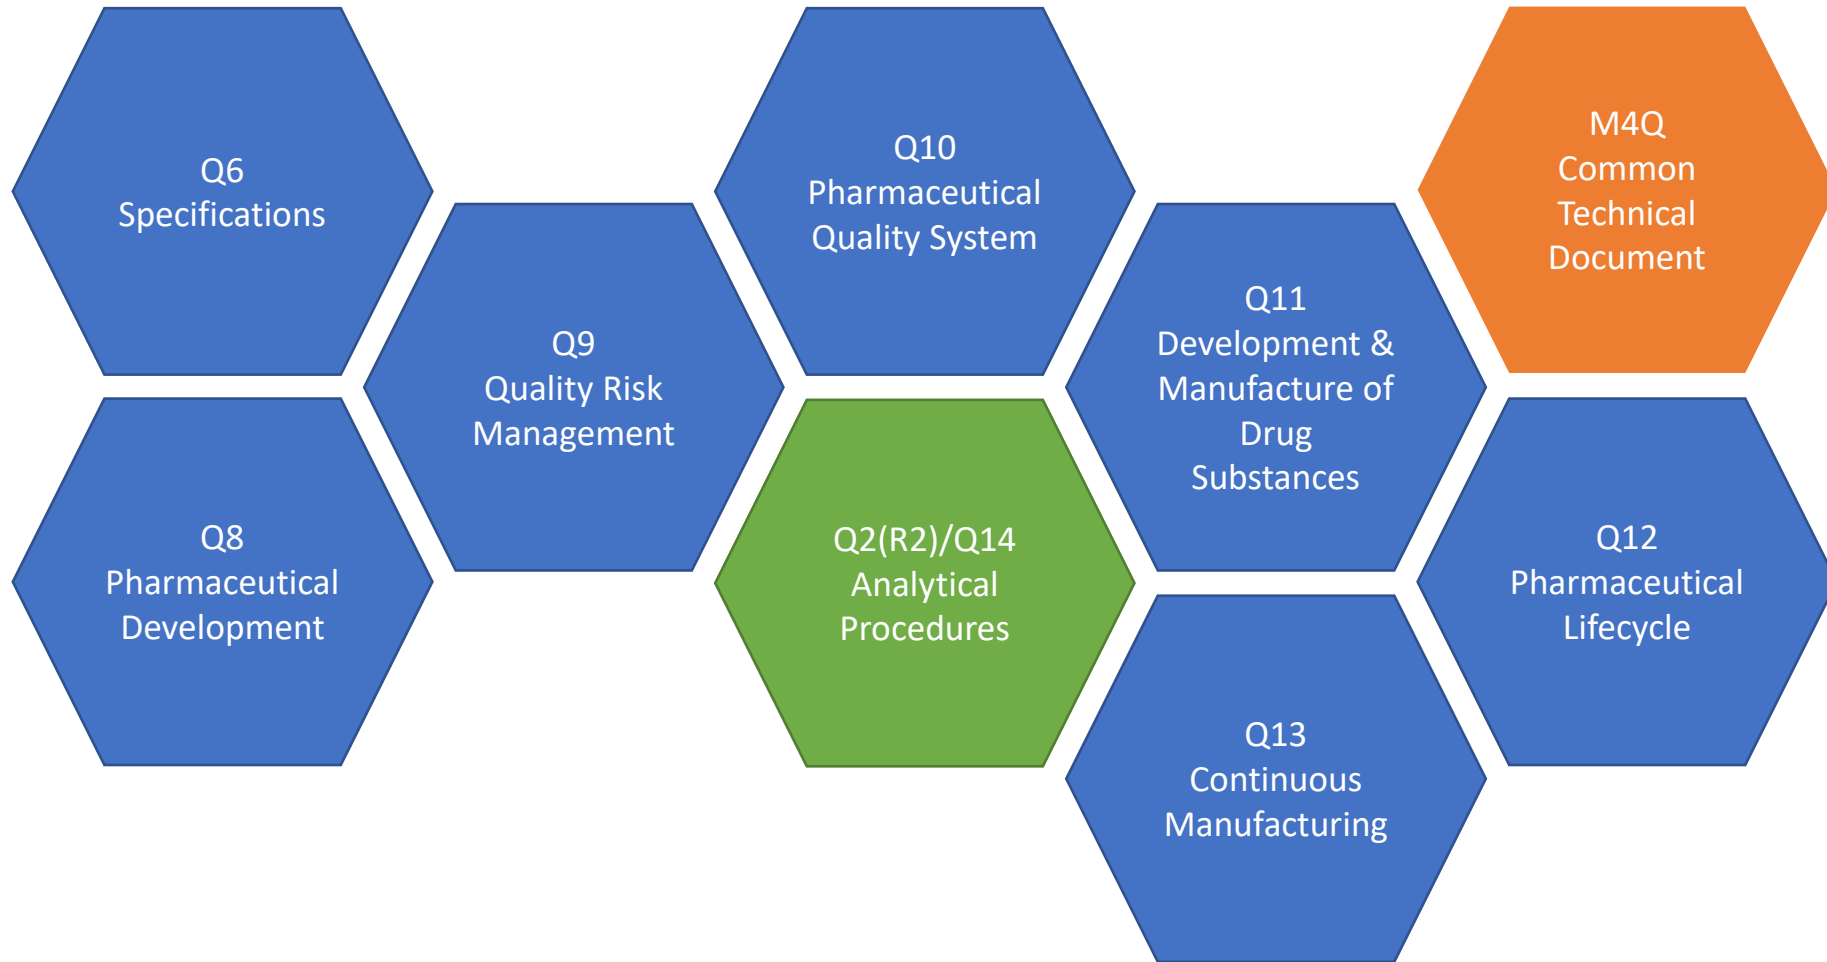 Q6
Specifications
Q8
Pharmaceutical
Development
Q9
Quality Risk
Management
Q10
Pharmaceutical
Quality System
Q2(R2)/Q14
Analytical
Procedures
Q11
Development &
Manufacture of
Drug
Substances
Q13
Continuous
Manufacturing
M4Q
Common
Technical
Document
Q12
Pharmaceutical
Lifecycle